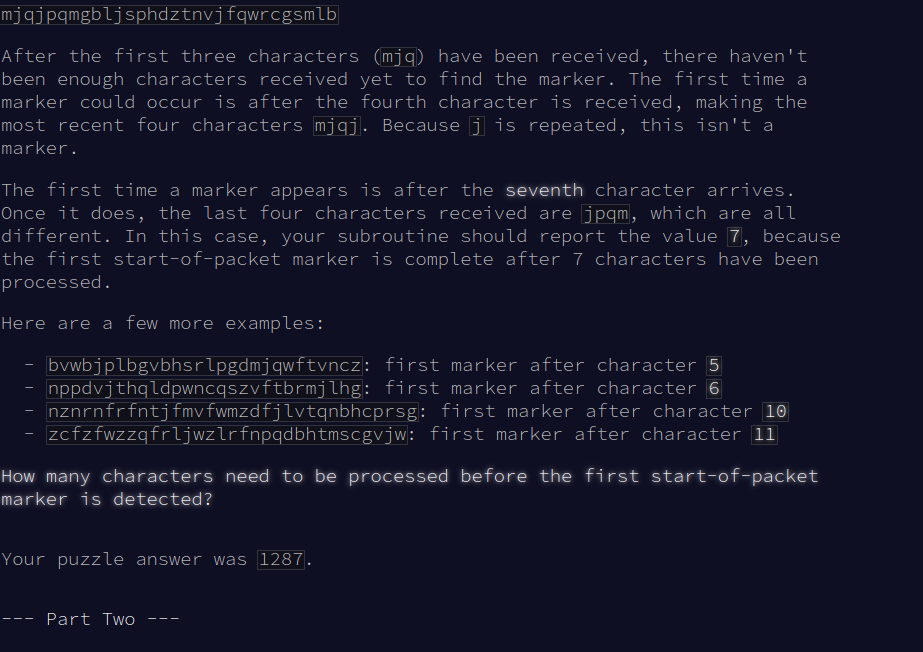 mjqjpqmgbljsphdztnvjfqwrcgsmlb
After the first three characters (mjq) have been received, there haven't
been enough characters received yet to find the marker. The first time a
marker could occur is after the fourth character is received, making the
most recent four characters mjqj. Because j is repeated, this isn't a
marker.
The first time a marker appears is after the seventh character arrives.
Once it does, the last four characters received are jpqm, which are all
different. In this case, your subroutine should report the value 7, because
the first start-of-packet marker is complete after 7 characters have been
processed.
Here are a few more examples:
- bvwbjplbgvbhsrlpgdmjqwftvncz: first marker after character 5
- nppdvjthqldpwncqszvftbrmjlhg: first marker after character 6
- nznrnfrfntjfmvfwmzdfjlvtqnbhcprsg: first marker after character 10
- zcfzfwzzqfrljwzlrfnpqdbhtmscgvjw: first marker after character 11
How many characters need to be processed before the first start-of-packet
marker is detected?
Your puzzle answer was 1287.
--- Part Two ---